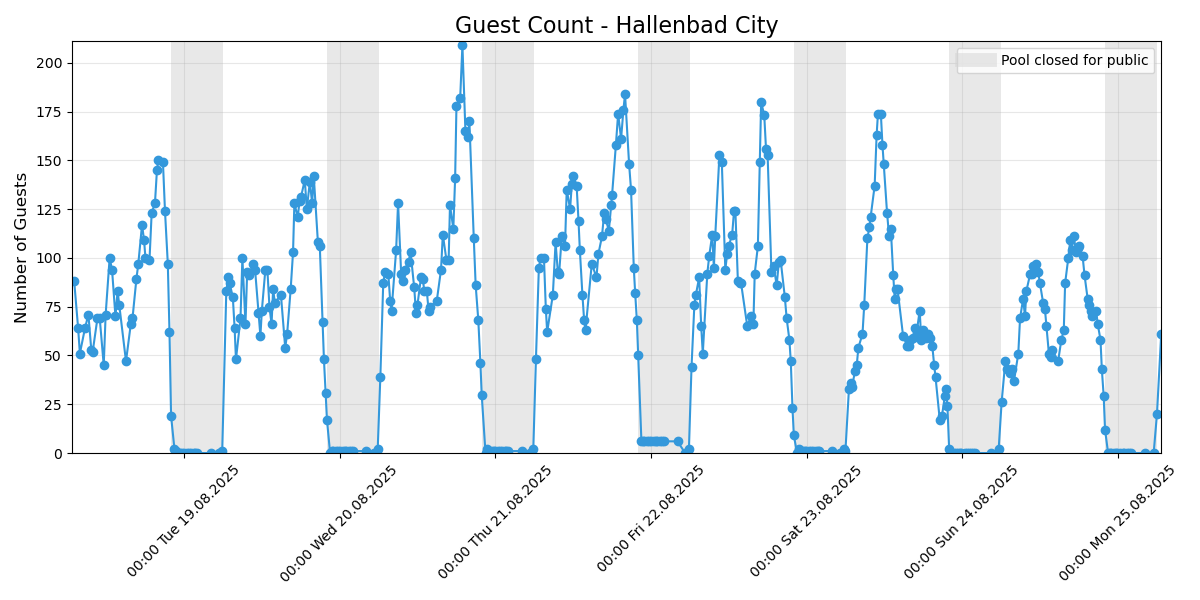 Guest Count - Hallenbad City
Pool closed for public
Number of Guests
200
175
150
125
100
75
50
25
0
00:00 Tue 19.08.2025
00:00 Wed 20.08.2025
00:00 Thu 21.08.2025
00:00 Fri 22.08.2025
00:00 Sat 23.08.2025
00:00 Sun 24.08.2025
00:00 Mon 25.08.2025